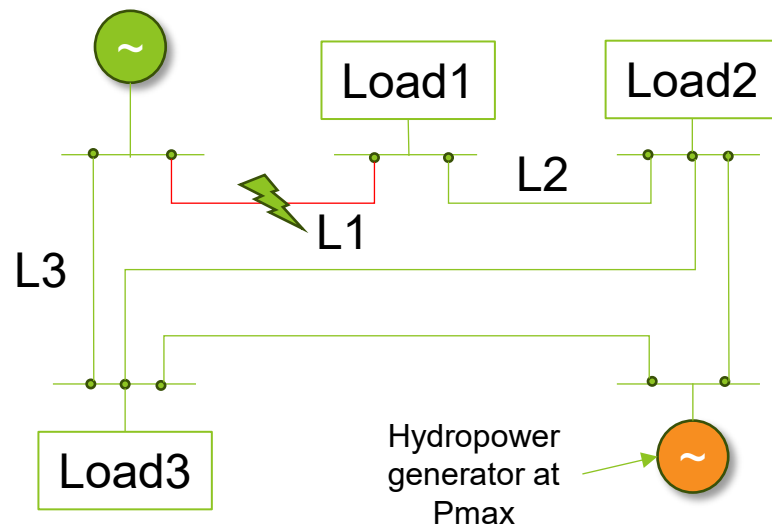 ~
Load1
Load2
L2
L1
L3
Load3
Hydropower
generator at
Pmax
~